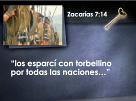 Zacarías 7:14
“los esparcí con torbellino
por todas las naciones...”